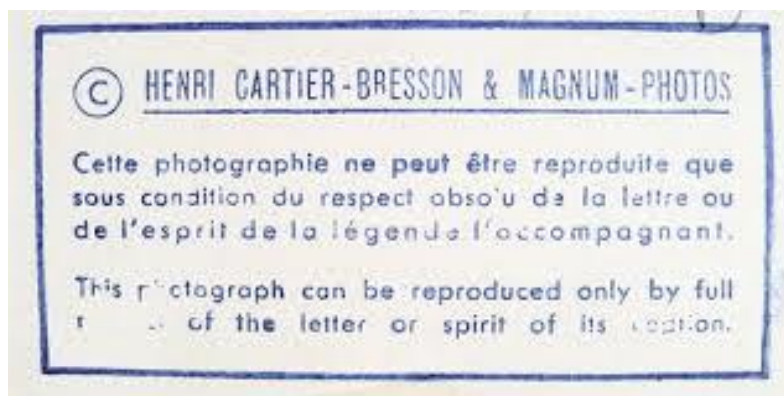 © HENRI CARTIER-BRESSON & MAGNUM-PHOTOS
Cette photographie ne peut être reproduite que
sous condition du respect absolu de la lettre ou
de l'esprit de la légende l'accompagnant.
This photograph can be reproduced only by full
of the letter or spirit of its caption.